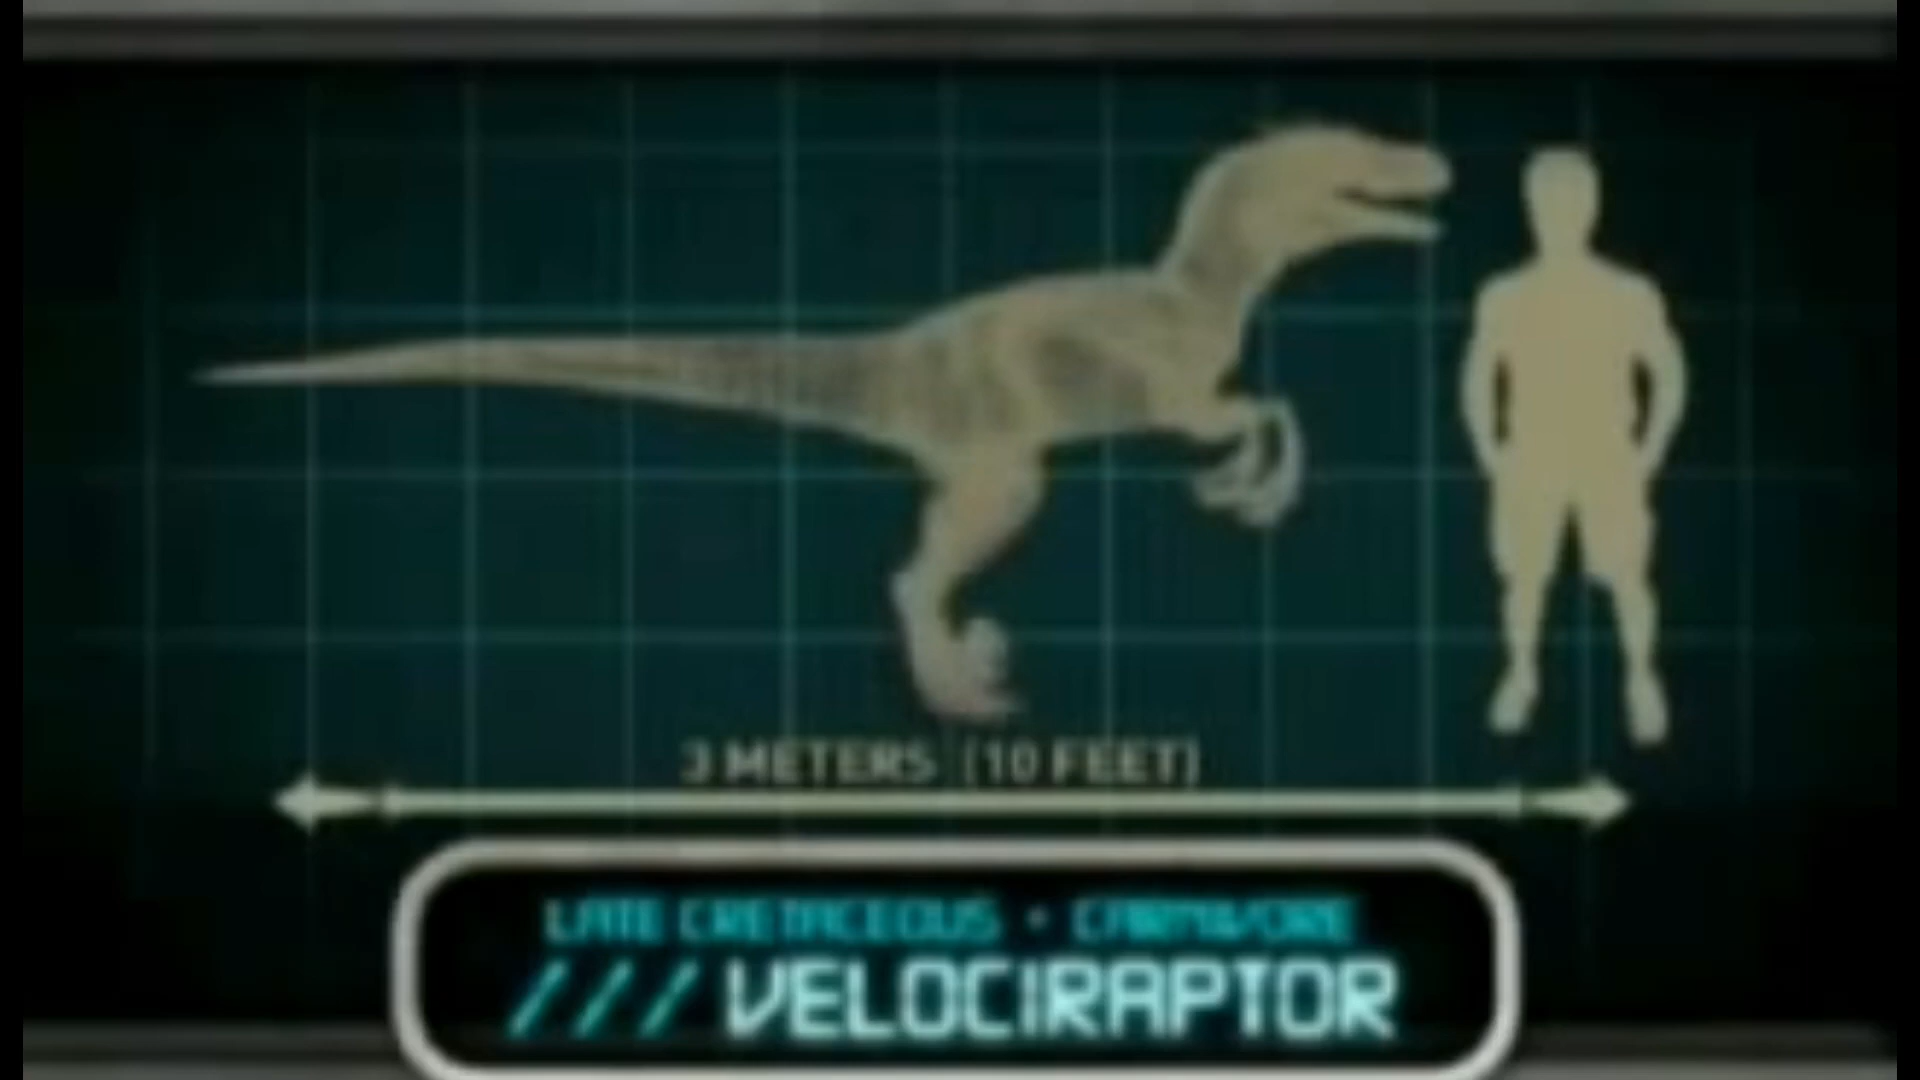 3 METERS (10 FEET)
LATE CRETACEOUS · CARNIVORE
/// VELOCIRAPTOR